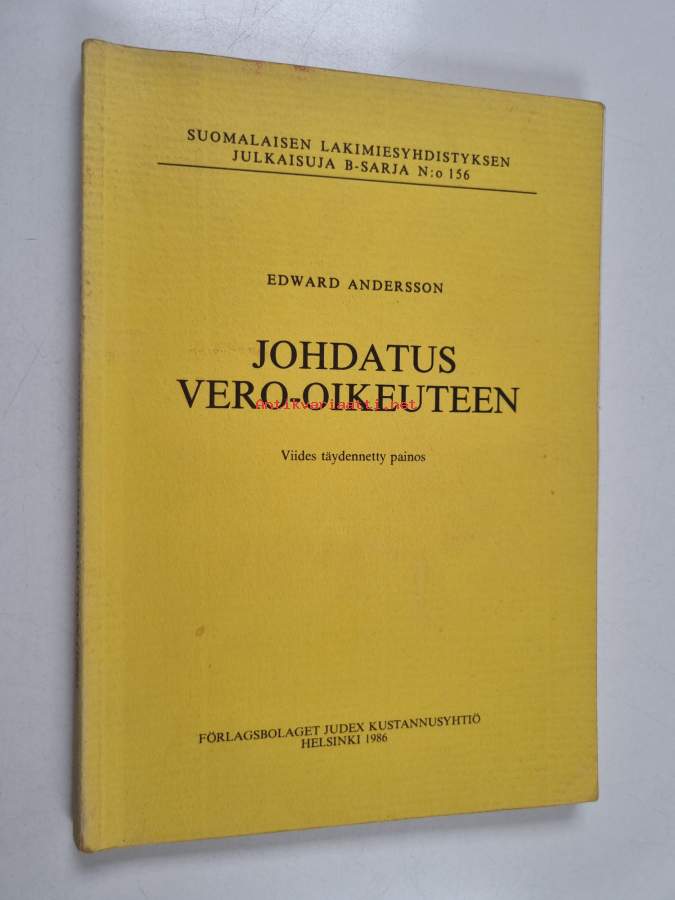 SUOMALAISEN LAKIMIESYHDISTYKSEN
JULKAISUJA B-SARJA N:o 156
EDWARD ANDERSSON
JOHDATUS
VERO-OIKEUTEEN
antikvariaatti.net
Viides täydennetty painos
FÖRLAGSBOLAGET JUDEX KUSTANNUSYHTIÖ
HELSINKI 1986